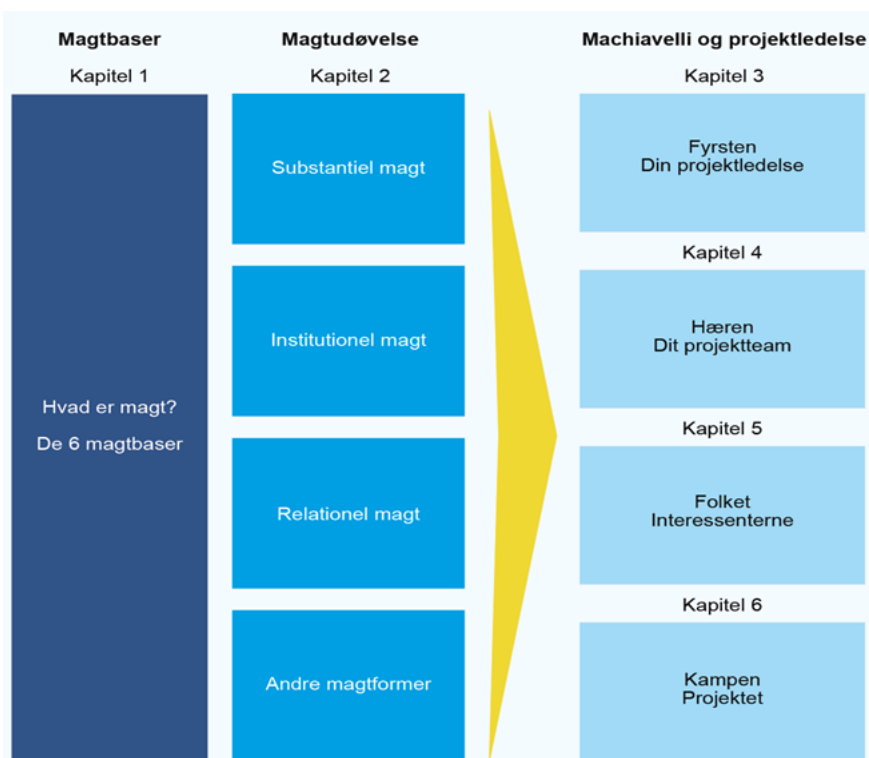 Magtbaser
Kapitel 1
Hvad er magt?
De 6 magtbaser
Magtudøvelse
Kapitel 2
Substantiel magt
Institutionel magt
Relationel magt
Andre magtformer
Machiavelli og projektledelse
Kapitel 3
Fyrsten
Din projektledelse
Kapitel 4
Hæren
Dit projektteam
Kapitel 5
Folket
Interessenterne
Kapitel 6
Kampen
Projektet